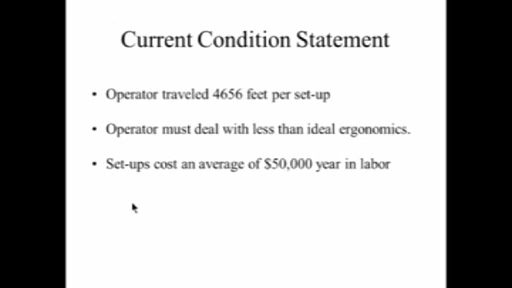 Current Condition Statement
• Operator traveled 4656 feet per set-up
• Operator must deal with less than ideal ergonomics.
• Set-ups cost an average of $50,000 year in labor